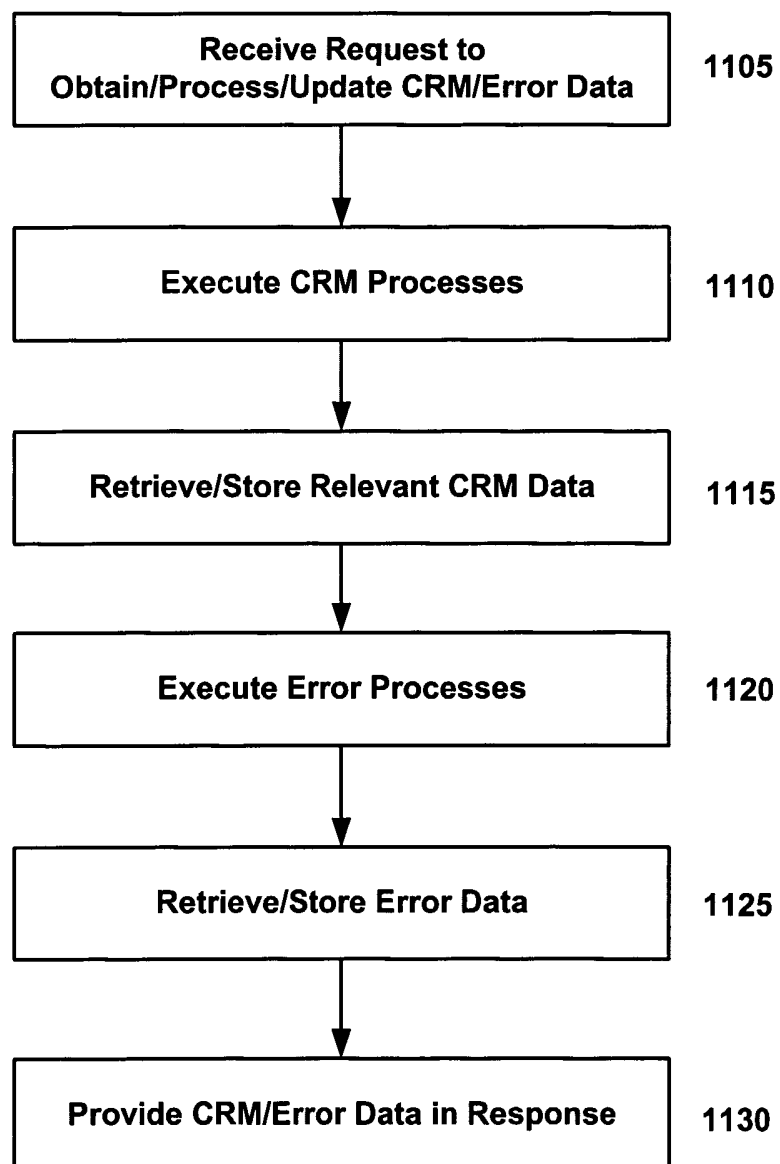 Receive Request to
Obtain/Process/Update CRM/Error Data
1105
Execute CRM Processes
1110
Retrieve/Store Relevant CRM Data
1115
Execute Error Processes
1120
Retrieve/Store Error Data
1125
Provide CRM/Error Data in Response
1130